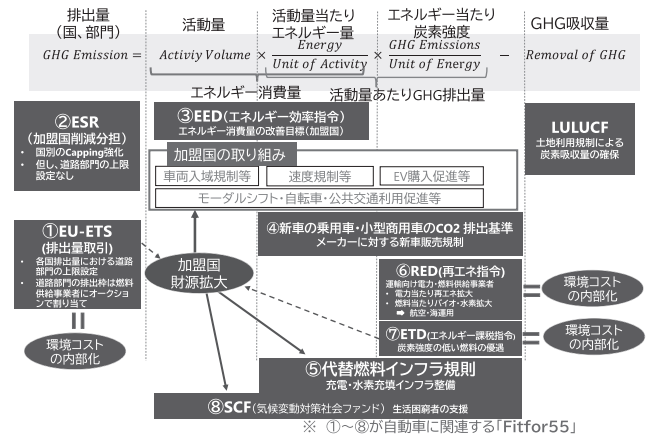 排出量
(国、部門)
活動量
活動量当たり
エネルギー量
エネルギー当たり
炭素強度
GHG吸収量
GHG Emission = Activiy Volume × Energy / Unit of Activity × GHG Emissions / Unit of Energy − Removal of GHG
エネルギー消費量
活動量あたりGHG排出量
②ESR
(加盟国削減分担)
• 国別のCapping強化
• 但し、道路部門の上限
設定なし
③EED(エネルギー効率指令)
エネルギー消費量の改善目標(加盟国)
LULUCF
土地利用規制による
炭素吸収量の確保
加盟国の取り組み
車両入域規制等
速度規制等
EV購入促進等
モーダルシフト・自転車・公共交通利用促進等
①EU-ETS
(排出量取引)
• 各国排出量における道路
部門の上限設定
• 道路部門の排出枠は燃料
供給事業者にオークショ
ンで割り当て
④新車の乗用車・小型商用車のCO2 排出基準
メーカーに対する新車販売規制
加盟国
財源拡大
⑥RED(再エネ指令)
運輸向け電力・燃料供給事業者
• 電力当たり再エネ拡大
• 燃料当たりバイオ・水素拡大
➡ 航空・海運用
環境コスト
の内部化
⑦ETD(エネルギー課税指令)
炭素強度の低い燃料の優遇
環境コスト
の内部化
環境コスト
の内部化
⑤代替燃料インフラ規則
充電・水素充填インフラ整備
⑧SCF(気候変動対策社会ファンド) 生活困窮者の支援
※ ①～⑧が自動車に関連する「Fitfor55」